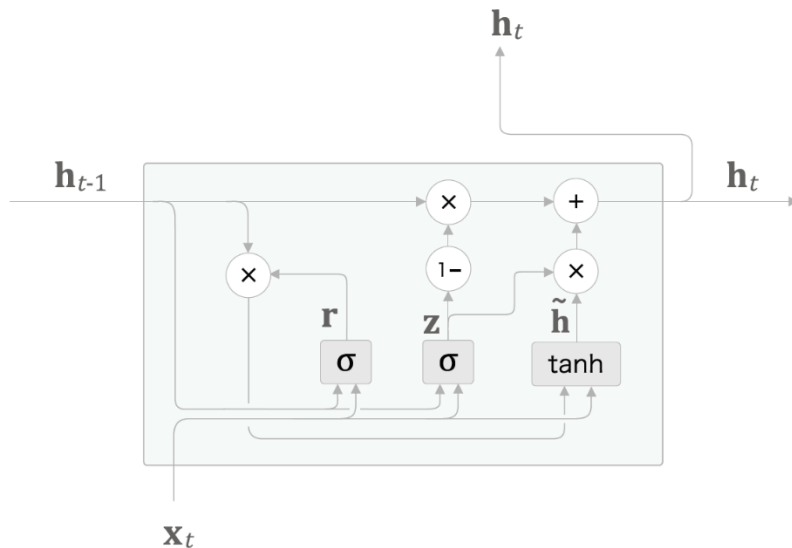 h_t
h_{t-1}
h_t
×
+
×
1−
×
r
z
h̃
σ
σ
tanh
x_t